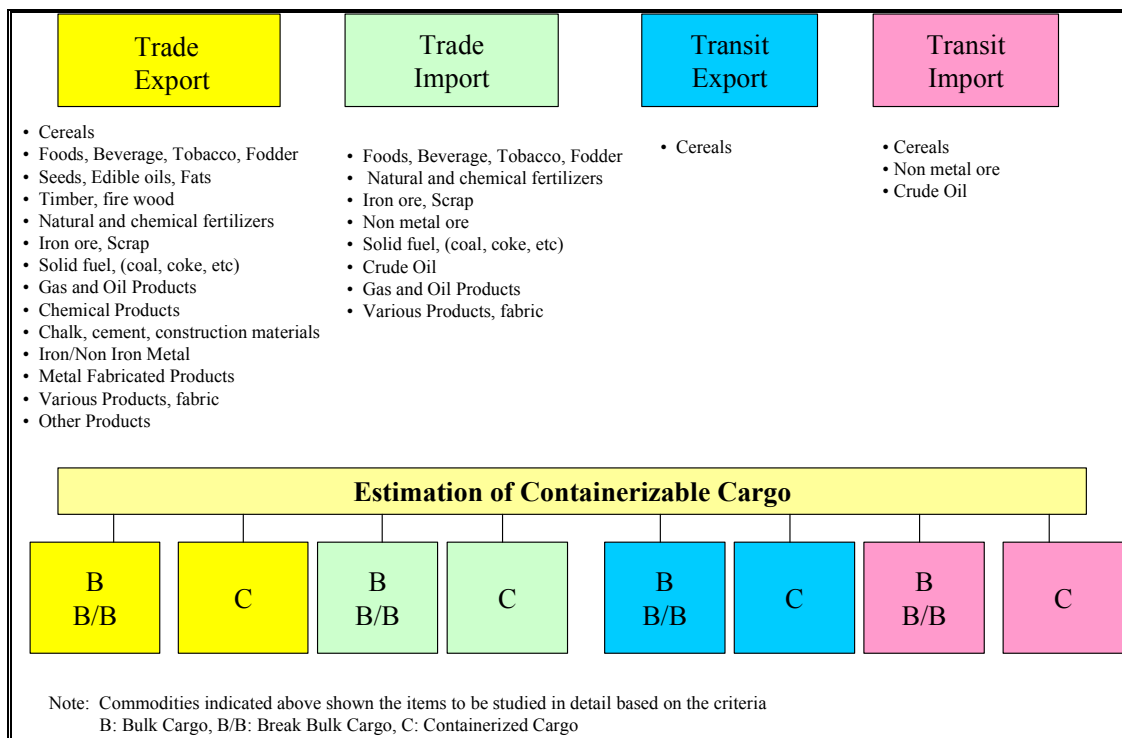 Trade
Export
Trade
Import
Transit
Export
Transit
Import
• Cereals
• Foods, Beverage, Tobacco, Fodder
• Seeds, Edible oils, Fats
• Timber, fire wood
• Natural and chemical fertilizers
• Iron ore, Scrap
• Solid fuel, (coal, coke, etc)
• Gas and Oil Products
• Chemical Products
• Chalk, cement, construction materials
• Iron/Non Iron Metal
• Metal Fabricated Products
• Various Products, fabric
• Other Products
• Foods, Beverage, Tobacco, Fodder
• Natural and chemical fertilizers
• Iron ore, Scrap
• Non metal ore
• Solid fuel, (coal, coke, etc)
• Crude Oil
• Gas and Oil Products
• Various Products, fabric
• Cereals
• Cereals
• Non metal ore
• Crude Oil
Estimation of Containerizable Cargo
B
B/B
C
B
B/B
C
B
B/B
C
B
B/B
C
Note: Commodities indicated above shown the items to be studied in detail based on the criteria
B: Bulk Cargo, B/B: Break Bulk Cargo, C: Containerized Cargo